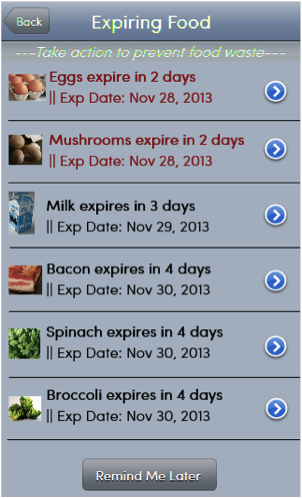 Back
Expiring Food
---Take action to prevent food waste---
Eggs expire in 2 days
|| Exp Date: Nov 28, 2013
Mushrooms expire in 2 days
|| Exp Date: Nov 28, 2013
Milk expires in 3 days
|| Exp Date: Nov 29, 2013
Bacon expires in 4 days
|| Exp Date: Nov 30, 2013
Spinach expires in 4 days
|| Exp Date: Nov 30, 2013
Broccoli expires in 4 days
|| Exp Date: Nov 30, 2013
Remind Me Later